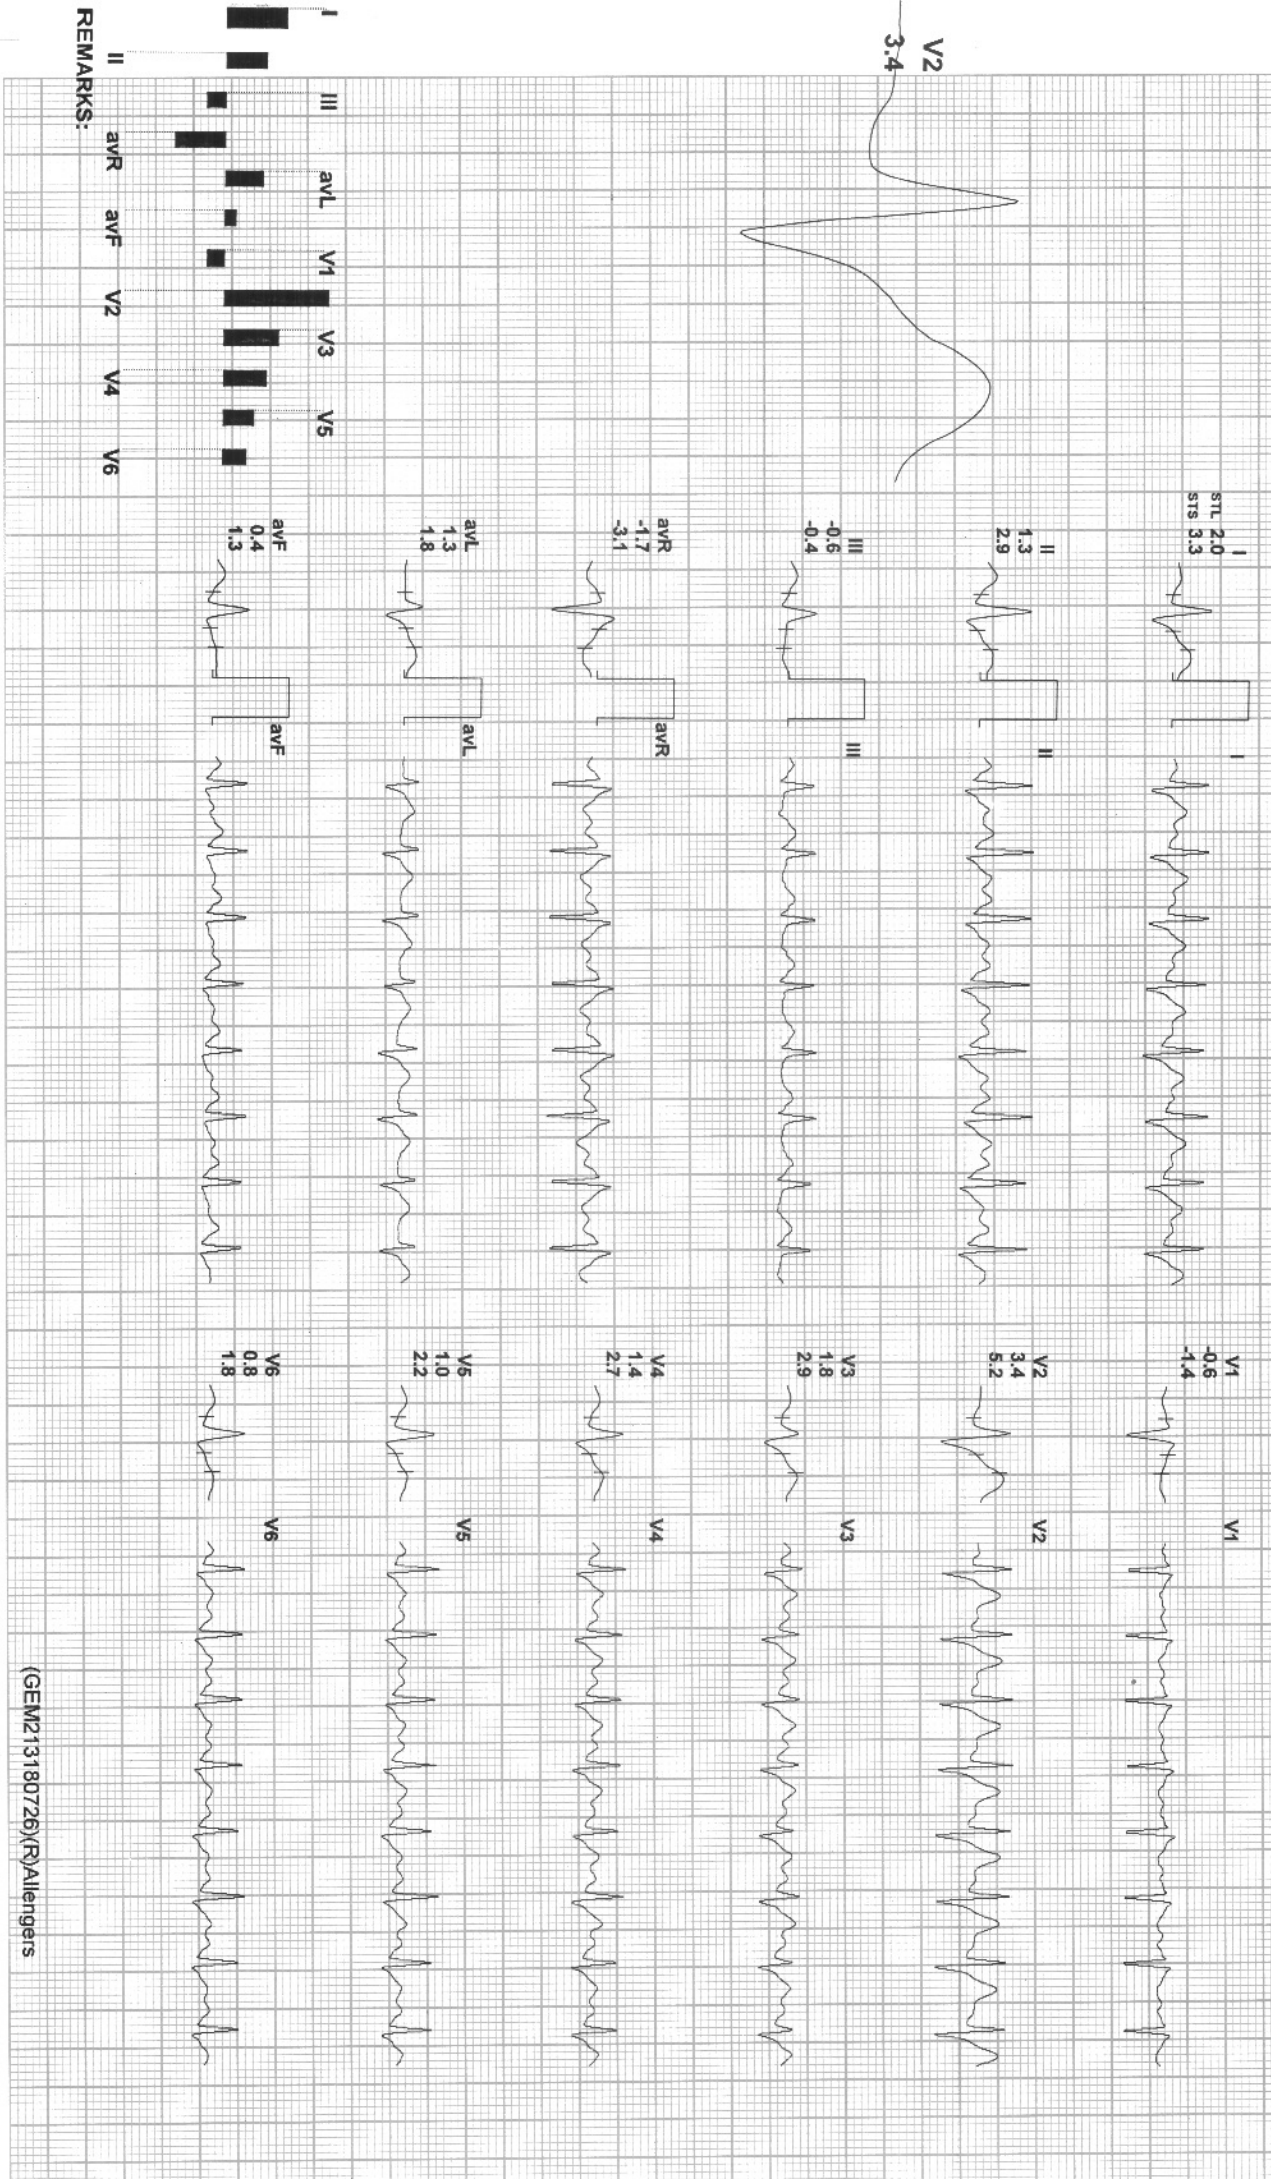 I
STL 2.0
STS 3.3
I
II
1.3
2.9
II
III
-0.6
-0.4
III
avR
-1.7
-3.1
avR
avL
1.3
1.8
avL
avF
0.4
1.3
avF
V1
-0.6
-1.4
V1
V2
3.4
5.2
V2
V3
1.8
2.9
V3
V4
1.4
2.7
V4
V5
1.0
2.2
V5
V6
0.8
1.8
V6
V2
3.4
I III avL V1 V3 V5
II avR avF V2 V4 V6
REMARKS:
(GEM213180726)(R)Allengers